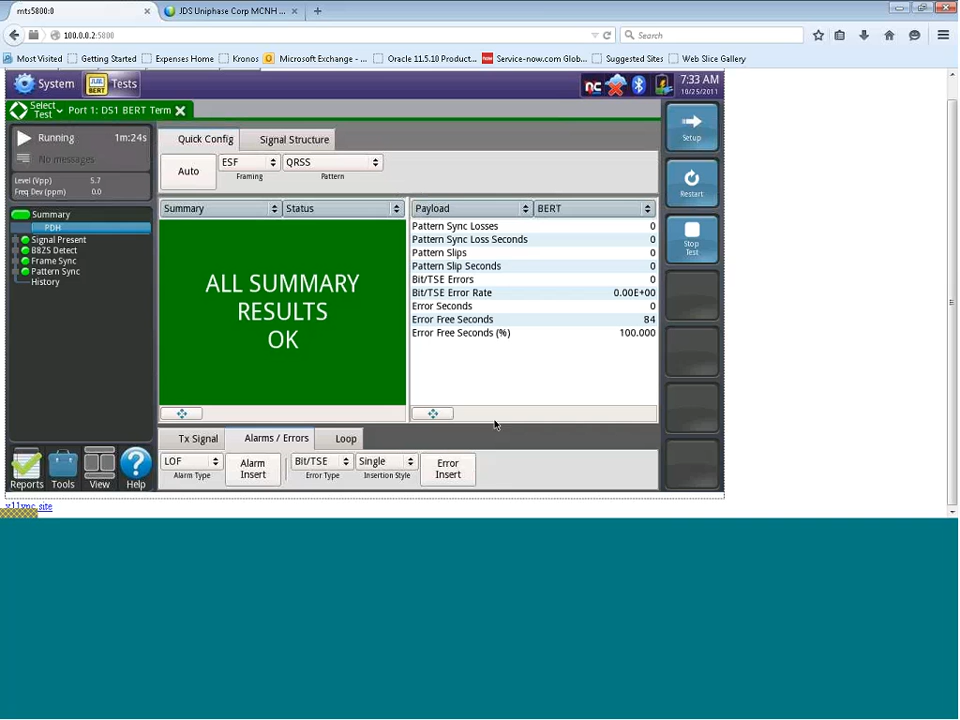 mts5800:0
JDS Uniphase Corp MCNH ...
100.0.0.2:5800
Search
Most Visited
Getting Started
Expenses Home
Kronos
Microsoft Exchange - ...
Oracle 11.5.10 Product...
Service-now.com Glob...
Suggested Sites
Web Slice Gallery
System
BERT
Tests
nc
7:33 AM
10/25/2011
Select
Test
Port 1: DS1 BERT Term
Running
1m:24s
No messages
Level (Vpp) 5.7
Freq Dev (ppm) 0.0
Summary
PDH
Signal Present
B8ZS Detect
Frame Sync
Pattern Sync
History
Quick Config
Signal Structure
Auto
ESF
Framing
QRSS
Pattern
Summary
Status
ALL SUMMARY
RESULTS
OK
Payload
BERT
Pattern Sync Losses 0
Pattern Sync Loss Seconds 0
Pattern Slips 0
Pattern Slip Seconds 0
Bit/TSE Errors 0
Bit/TSE Error Rate 0.00E+00
Error Seconds 0
Error Free Seconds 84
Error Free Seconds (%) 100.000
Tx Signal
Alarms / Errors
Loop
LOF
Alarm Type
Alarm
Insert
Bit/TSE
Error Type
Single
Insertion Style
Error
Insert
Setup
Restart
Stop
Test
Reports
Tools
View
Help
x11vnc site